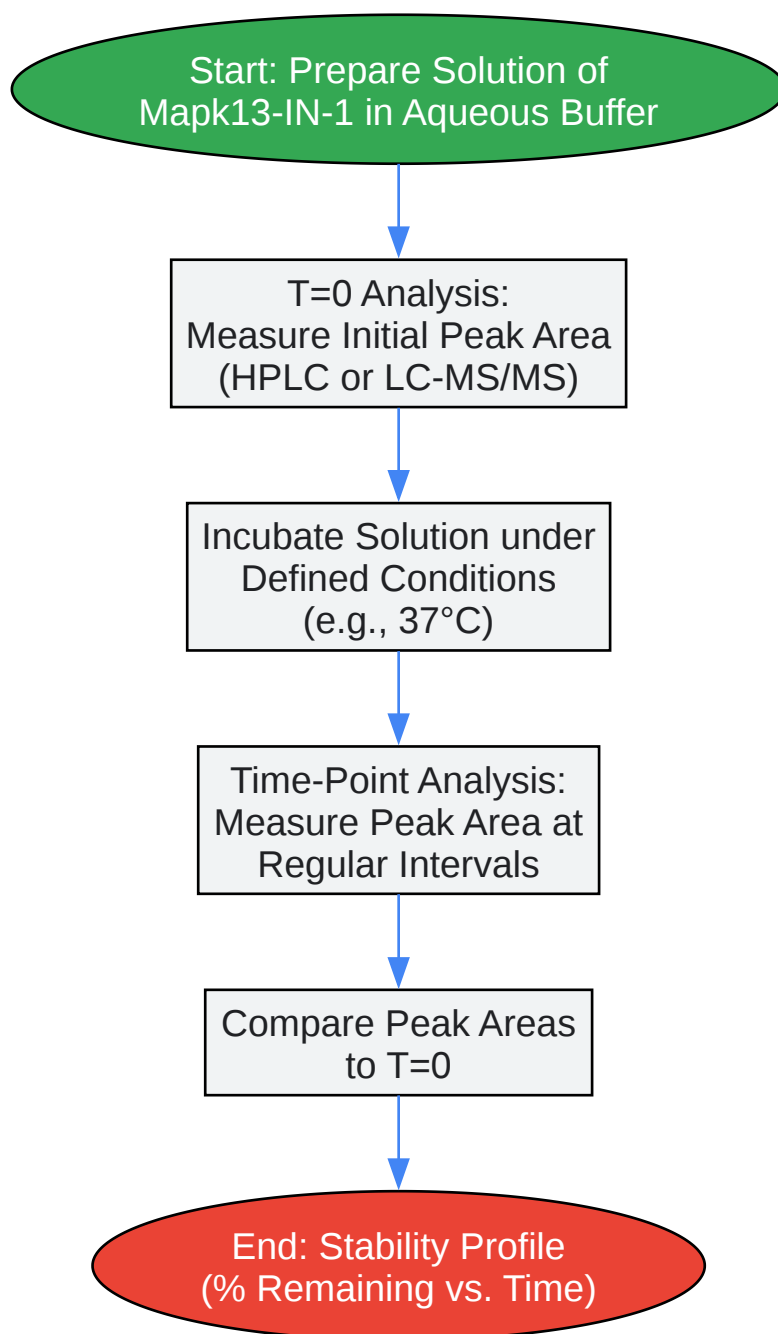 Start: Prepare Solution of
Mapk13-IN-1 in Aqueous Buffer
T=0 Analysis:
Measure Initial Peak Area
(HPLC or LC-MS/MS)
Incubate Solution under
Defined Conditions
(e.g., 37°C)
Time-Point Analysis:
Measure Peak Area at
Regular Intervals
Compare Peak Areas
to T=0
End: Stability Profile
(% Remaining vs. Time)